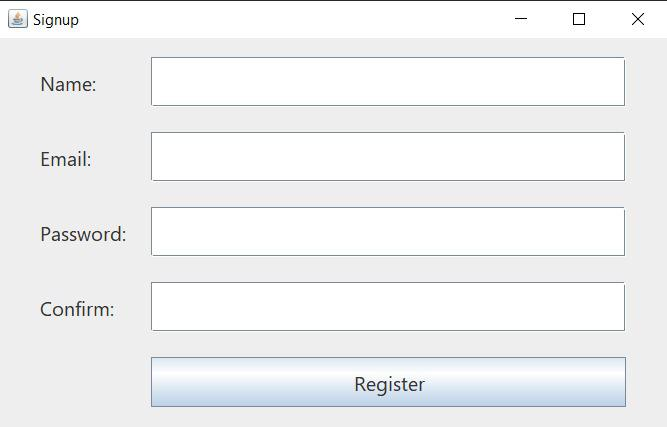 Signup
Name:
Email:
Password:
Confirm:
Register